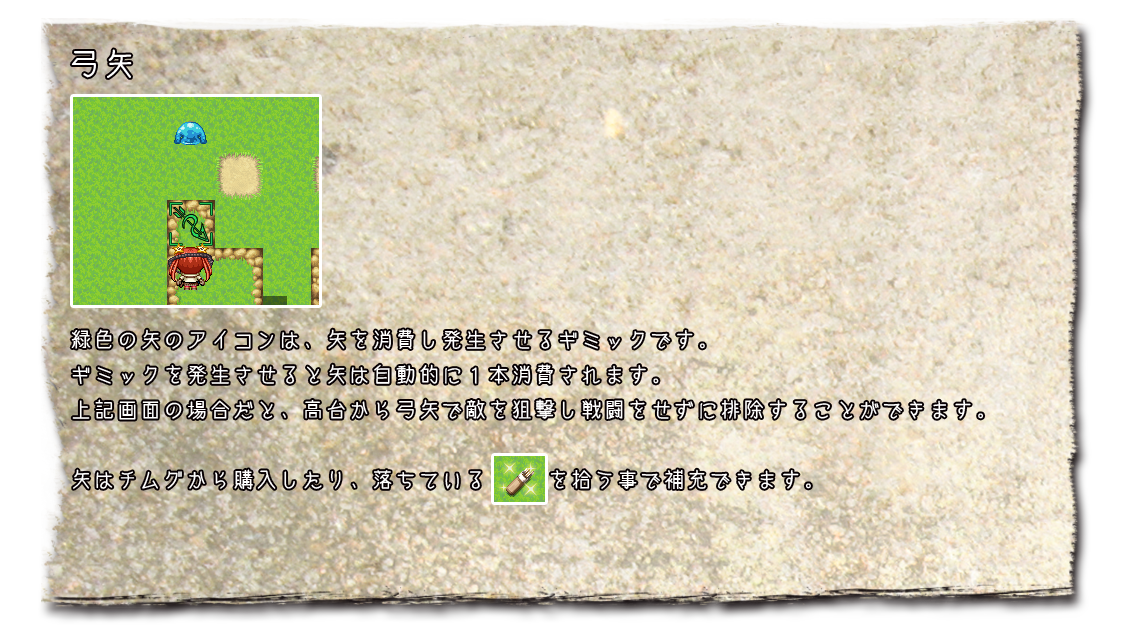 弓矢
緑色の矢のアイコンは、矢を消費し発生させるギミックです。
ギミックを発生させると矢は自動的に1本消費されます。
上記画面の場合だと、高台から弓矢で敵を狙撃し戦闘をせずに排除することができます。
矢はチムグから購入したり、落ちている を拾う事で補充できます。